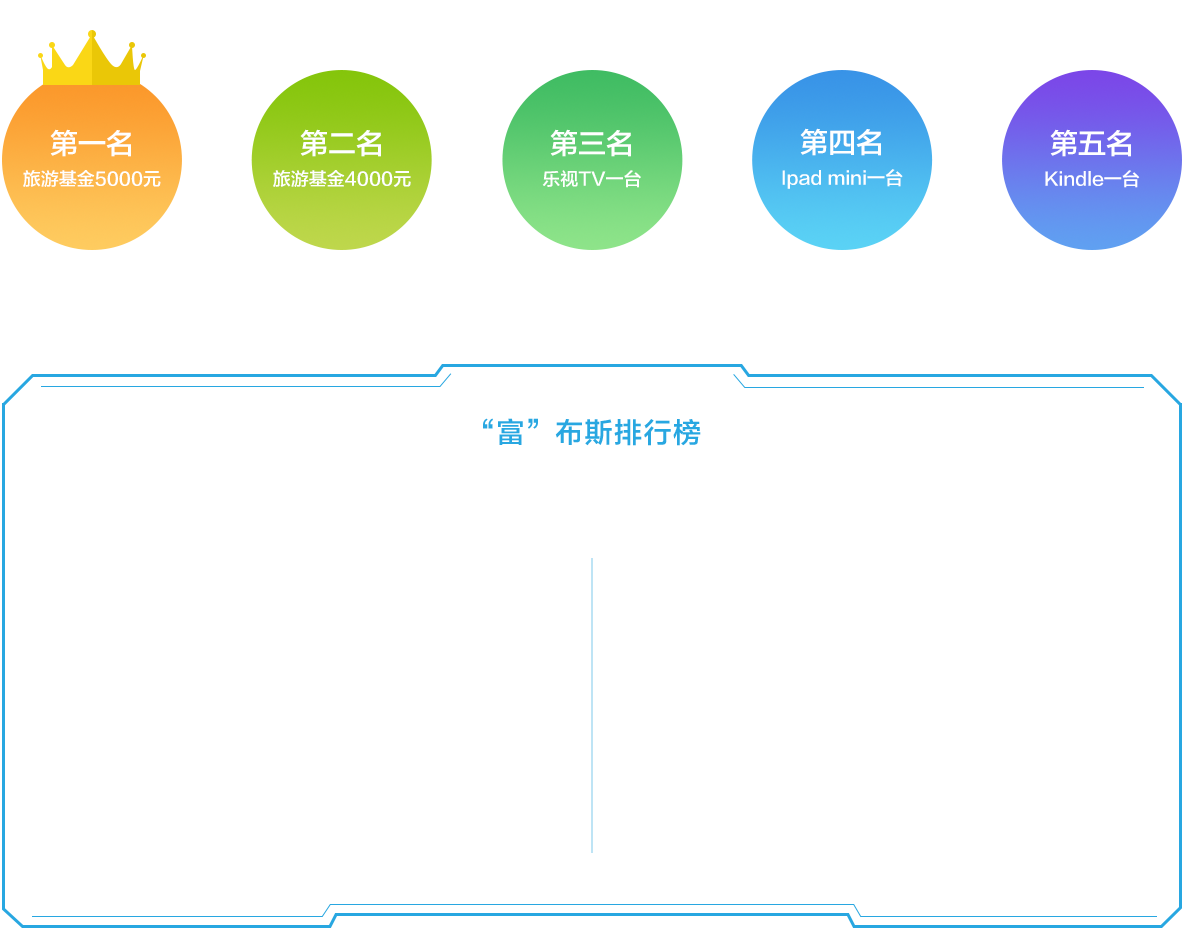 第一名
旅游基金5000元
第二名
旅游基金4000元
第三名
乐视TV一台
第四名
Ipad mini一台
第五名
Kindle一台
“富”布斯排行榜